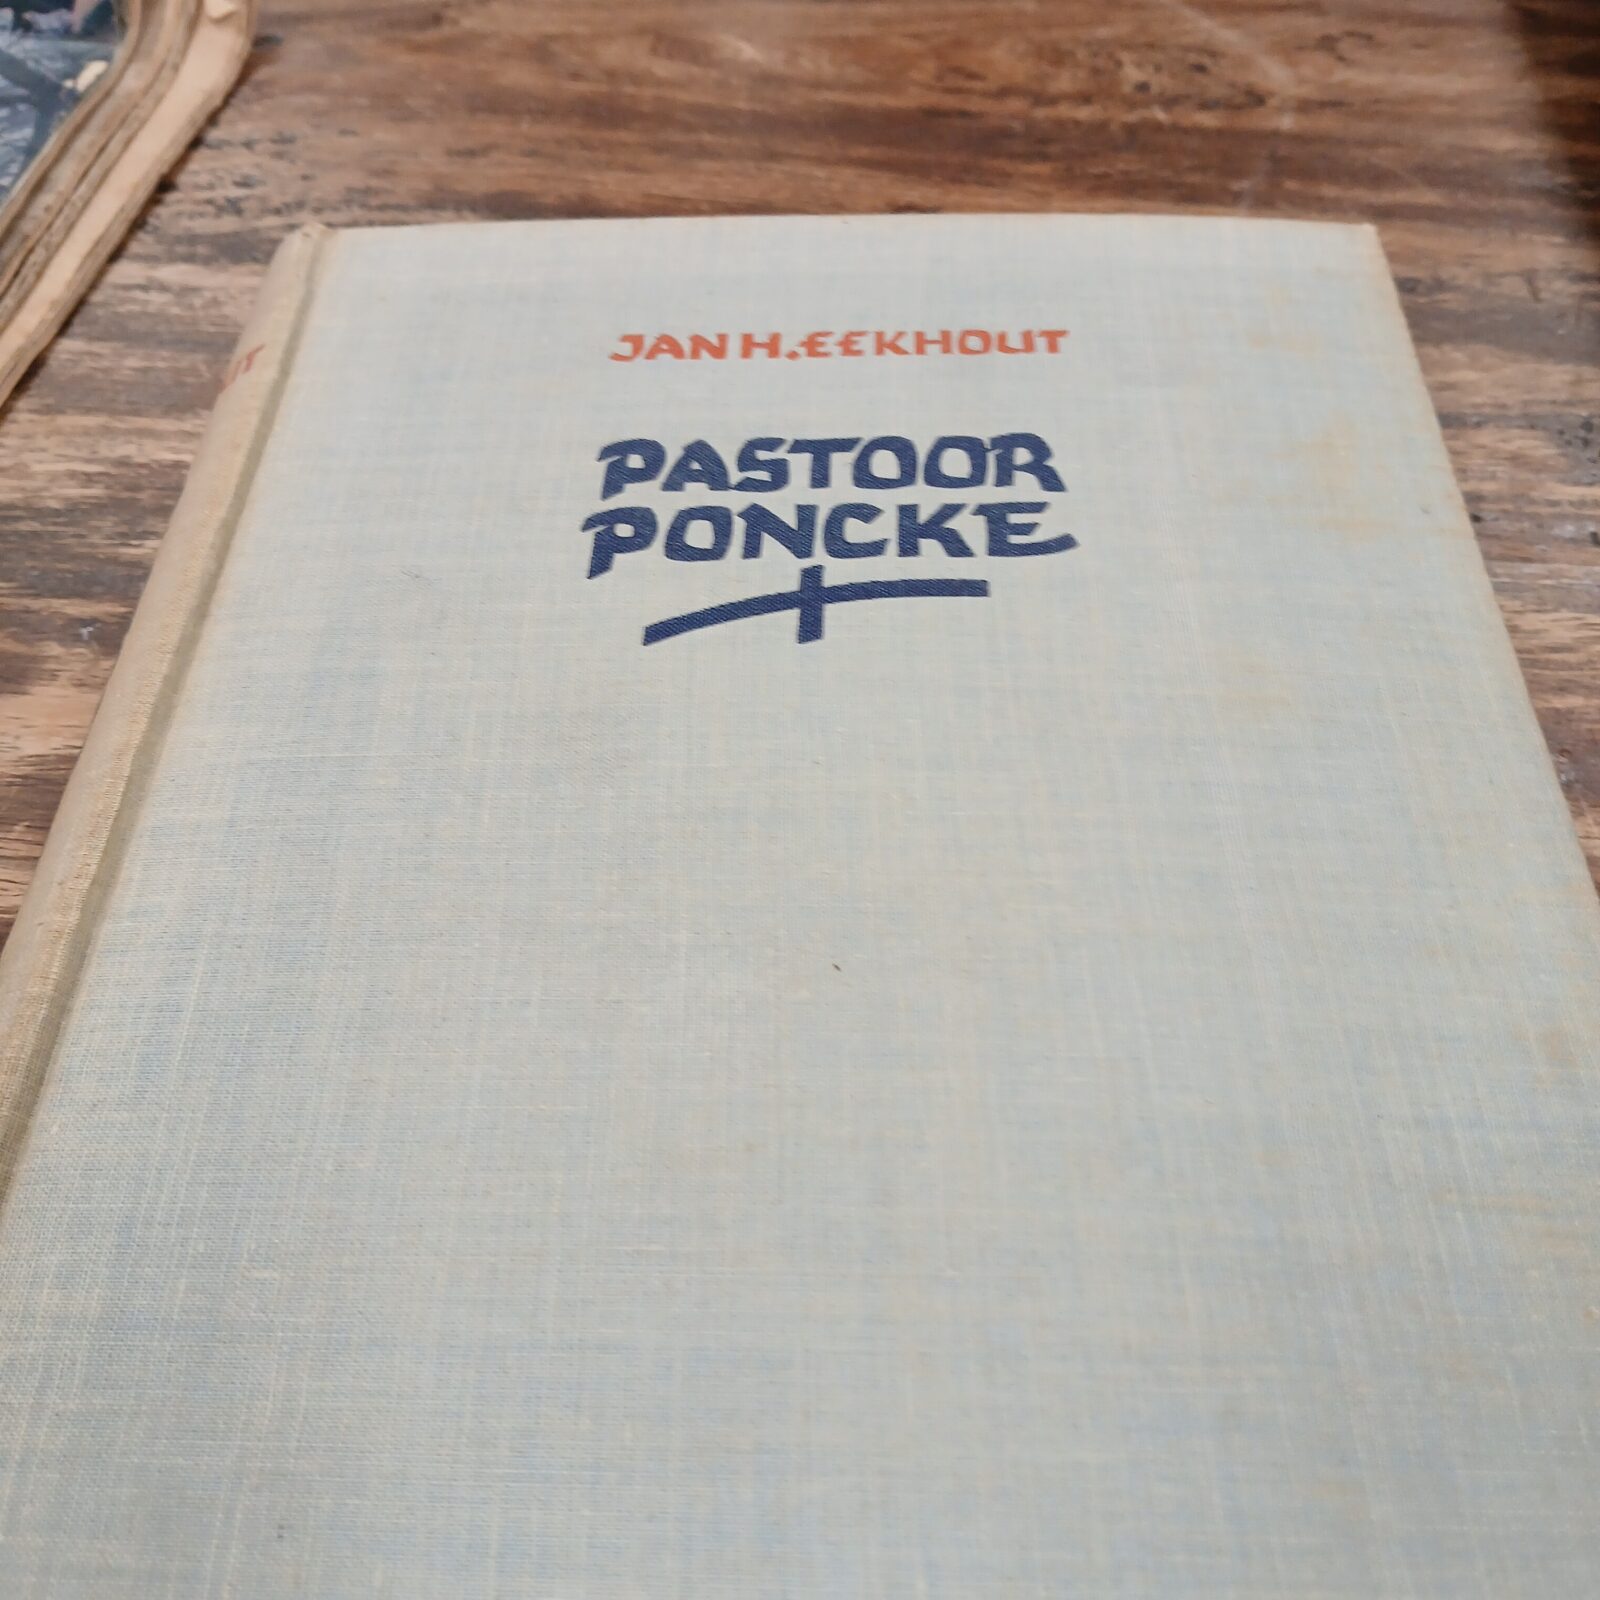 JAN H. EEKHOUT
PASTOOR
PONCKE